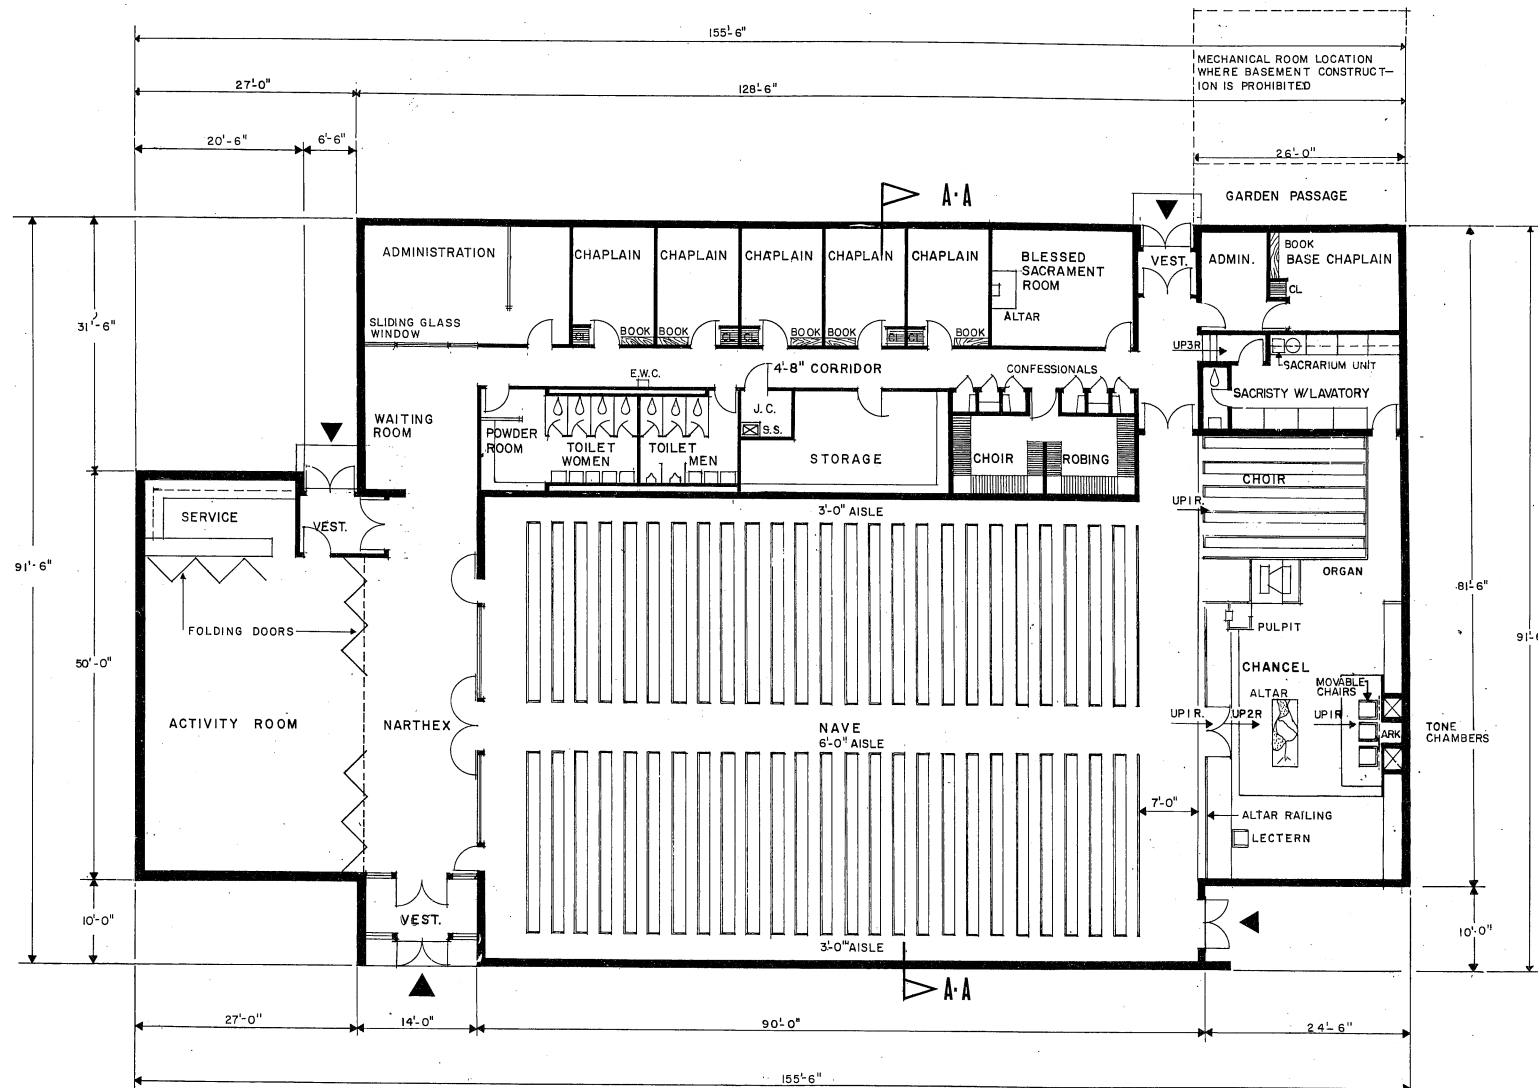 155'-6"
MECHANICAL ROOM LOCATION
WHERE BASEMENT CONSTRUCT-
ION IS PROHIBITED
27'-0"
128'-6"
20'-6"
6'-6"
26'-0"
A-A
GARDEN PASSAGE
ADMINISTRATION
CHAPLAIN
CHAPLAIN
CHAPLAIN
CHAPLAIN
CHAPLAIN
BLESSED
SACRAMENT
ROOM
ALTAR
VEST.
ADMIN.
BOOK
BASE CHAPLAIN
CL
31'-6"
SLIDING GLASS
WINDOW
CL
BOOK
BOOK
CL
CL
BOOK
BOOK
CL
CL
BOOK
UP3R
SACRARIUM UNIT
4'-8" CORRIDOR
CONFESSIONALS
E.W.C.
SACRISTY W/LAVATORY
WAITING
ROOM
POWDER
ROOM
TOILET
WOMEN
TOILET
MEN
J.C.
S.S.
STORAGE
CHOIR
ROBING
CHOIR
UP1R.
3'-0" AISLE
SERVICE
VEST.
91'-6"
ORGAN
81'-6"
91'-6
FOLDING DOORS
PULPIT
50'-0"
CHANCEL
MOVABLE
CHAIRS
ALTAR
ACTIVITY ROOM
NARTHEX
NAVE
6'-0" AISLE
UP1R.
UP2R
UP1R.
ARK
TONE
CHAMBERS
7'-0"
ALTAR RAILING
LECTERN
10'-0"
VEST.
3'-0" AISLE
10'-0"
A-A
27'-0"
14'-0"
90'-0"
24'-6"
155'-6"